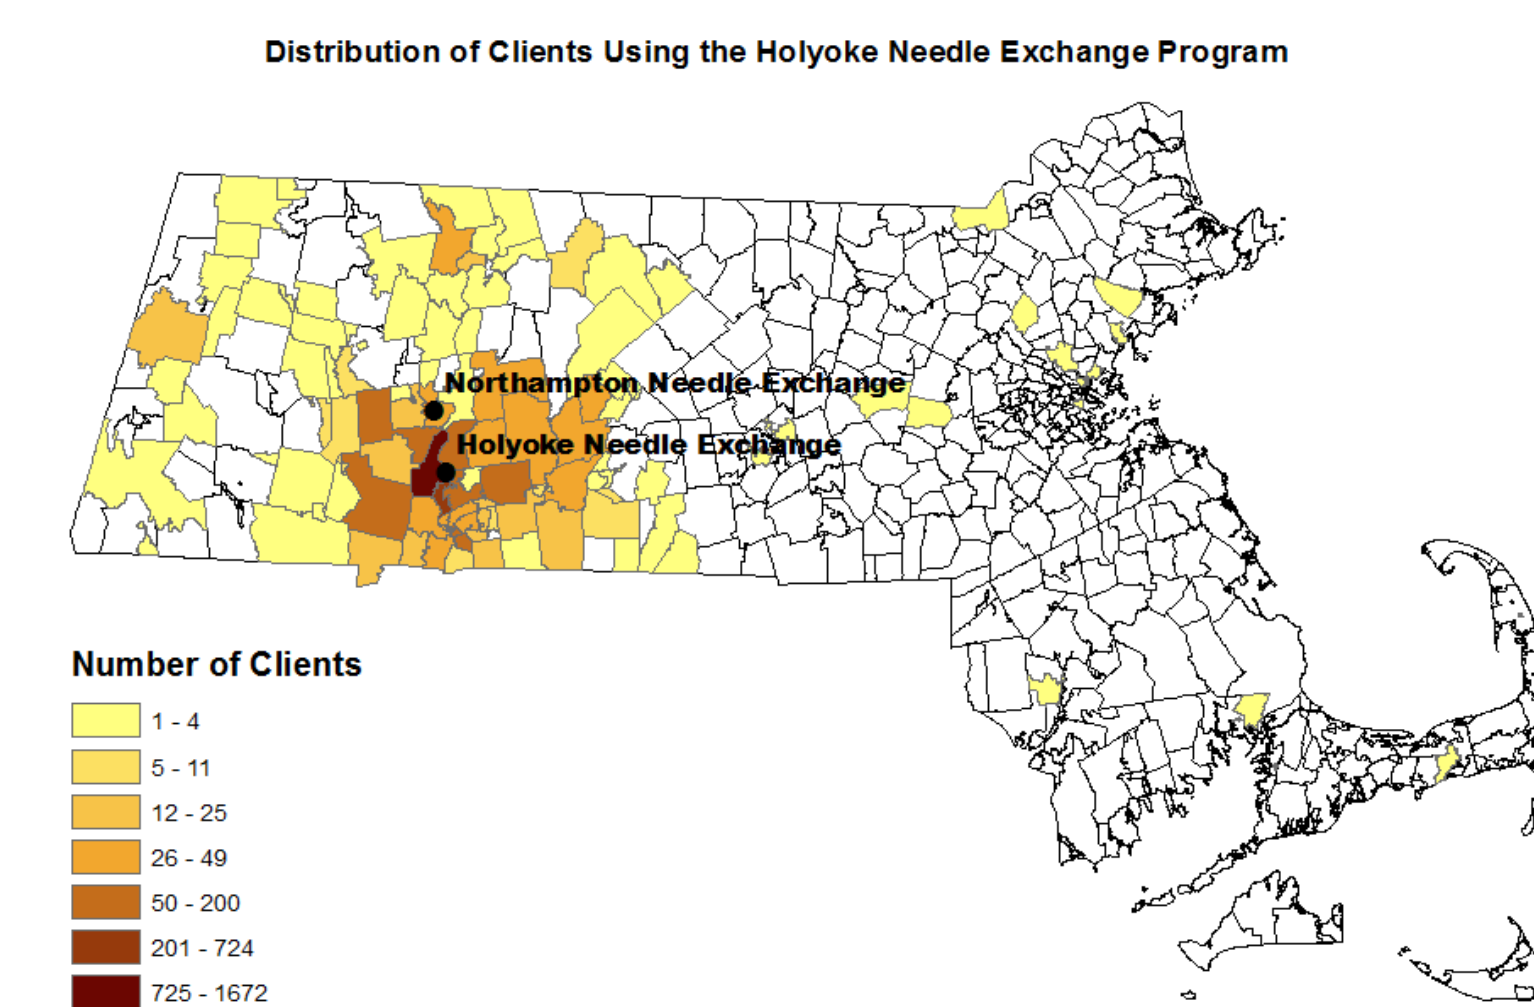 Distribution of Clients Using the Holyoke Needle Exchange Program
Northampton Needle Exchange
Holyoke Needle Exchange
Number of Clients
1 - 4
5 - 11
12 - 25
26 - 49
50 - 200
201 - 724
725 - 1672